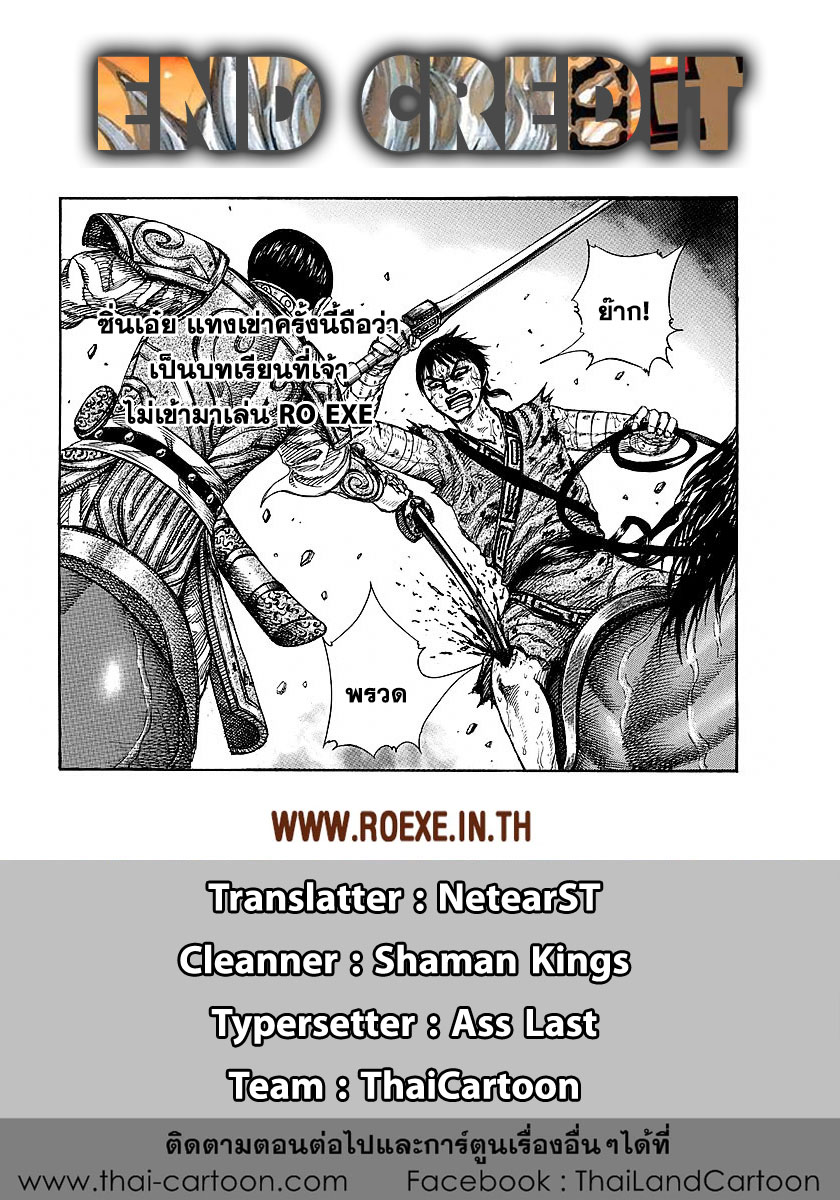 END CREDIT
ย๊าก!
ซิ่นเอ๋ย แทงเข่าครั้งนี้ถือว่า
เป็นบทเรียนที่เจ้า
ไม่เข้ามาเล่น RO EXE
พรวด
WWW.ROEXE.IN.TH
Translatter : NetearST
Cleanner : Shaman Kings
Typersetter : Ass Last
Team : ThaiCartoon
ติดตามตอนต่อไปและการ์ตูนเรื่องอื่นๆได้ที่
www.thai-cartoon.com Facebook : ThaiLandCartoon